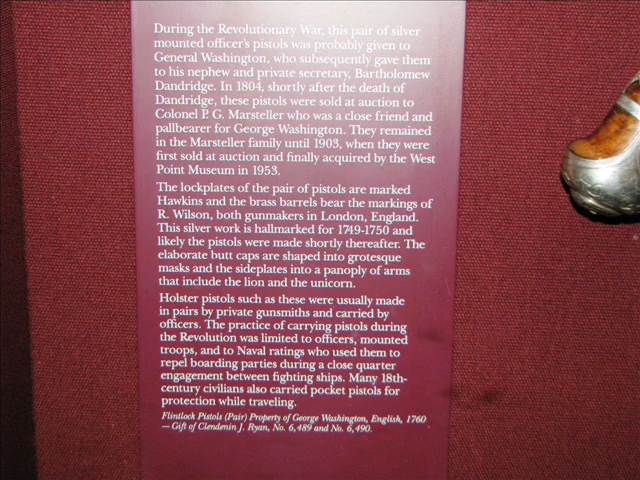 During the Revolutionary War, this pair of silver
mounted officer's pistols was probably given to
General Washington, who subsequently gave them
to his nephew and private secretary, Bartholomew
Dandridge. In 1804, shortly after the death of
Dandridge, these pistols were sold at auction to
Colonel P. G. Marsteller who was a close friend and
pallbearer for George Washington. They remained
in the Marsteller family until 1903, when they were
first sold at auction and finally acquired by the West
Point Museum in 1953.
The lockplates of the pair of pistols are marked
Hawkins and the brass barrels bear the markings of
R. Wilson, both gunmakers in London, England.
This silver work is hallmarked for 1749-1750 and
likely the pistols were made shortly thereafter. The
elaborate butt caps are shaped into grotesque
masks and the sideplates into a panoply of arms
that include the lion and the unicorn.
Holster pistols such as these were usually made
in pairs by private gunsmiths and carried by
officers. The practice of carrying pistols during
the Revolution was limited to officers, mounted
troops, and to Naval ratings who used them to
repel boarding parties during a close quarter
engagement between fighting ships. Many 18th-
century civilians also carried pocket pistols for
protection while traveling.
Flintlock Pistols (Pair) Property of George Washington, English, 1760
— Gift of Clendenin J. Ryan, No. 6,489 and No. 6,490.